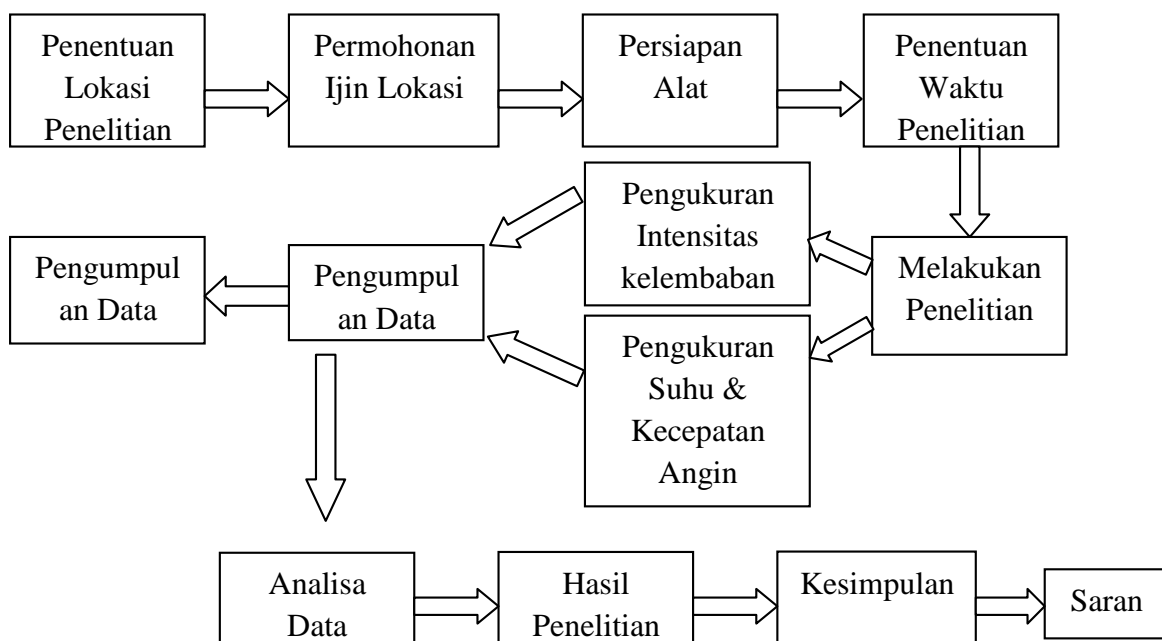 Penentuan
Lokasi
Penelitian
Permohonan
Ijin Lokasi
Persiapan
Alat
Penentuan
Waktu
Penelitian
Pengukuran
Intensitas
kelembaban
Melakukan
Penelitian
Pengukuran
Suhu &
Kecepatan
Angin
Pengumpul
an Data
Pengumpul
an Data
Analisa
Data
Hasil
Penelitian
Kesimpulan
Saran